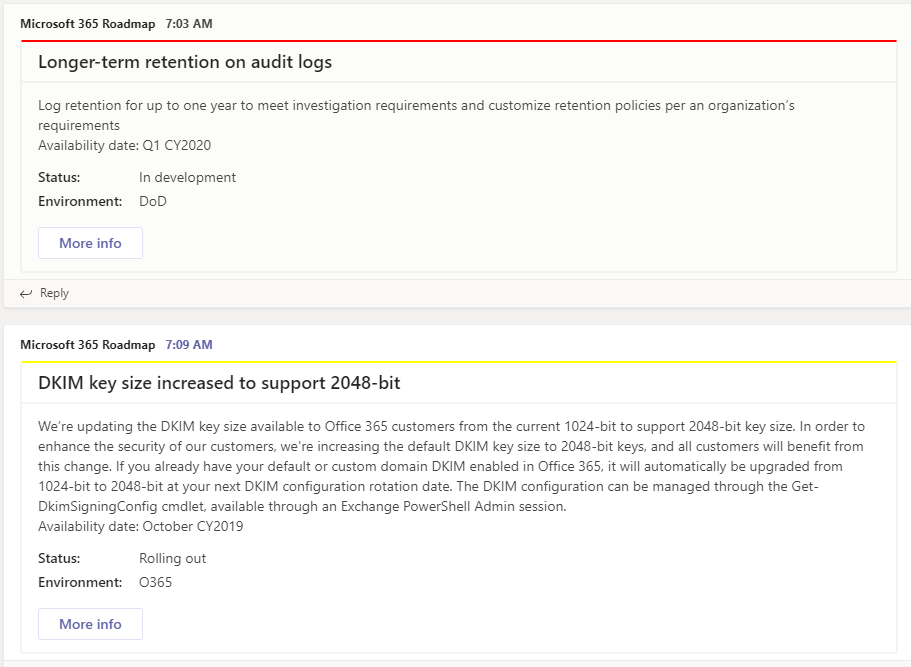 Microsoft 365 Roadmap 7:03 AM
Longer-term retention on audit logs
Log retention for up to one year to meet investigation requirements and customize retention policies per an organization's
requirements
Availability date: Q1 CY2020
Status: In development
Environment: DoD
More info
Reply
Microsoft 365 Roadmap 7:09 AM
DKIM key size increased to support 2048-bit
We're updating the DKIM key size available to Office 365 customers from the current 1024-bit to support 2048-bit key size. In order to
enhance the security of our customers, we're increasing the default DKIM key size to 2048-bit keys, and all customers will benefit from
this change. If you already have your default or custom domain DKIM enabled in Office 365, it will automatically be upgraded from
1024-bit to 2048-bit at your next DKIM configuration rotation date. The DKIM configuration can be managed through the Get-
DkimSigningConfig cmdlet, available through an Exchange PowerShell Admin session.
Availability date: October CY2019
Status: Rolling out
Environment: O365
More info